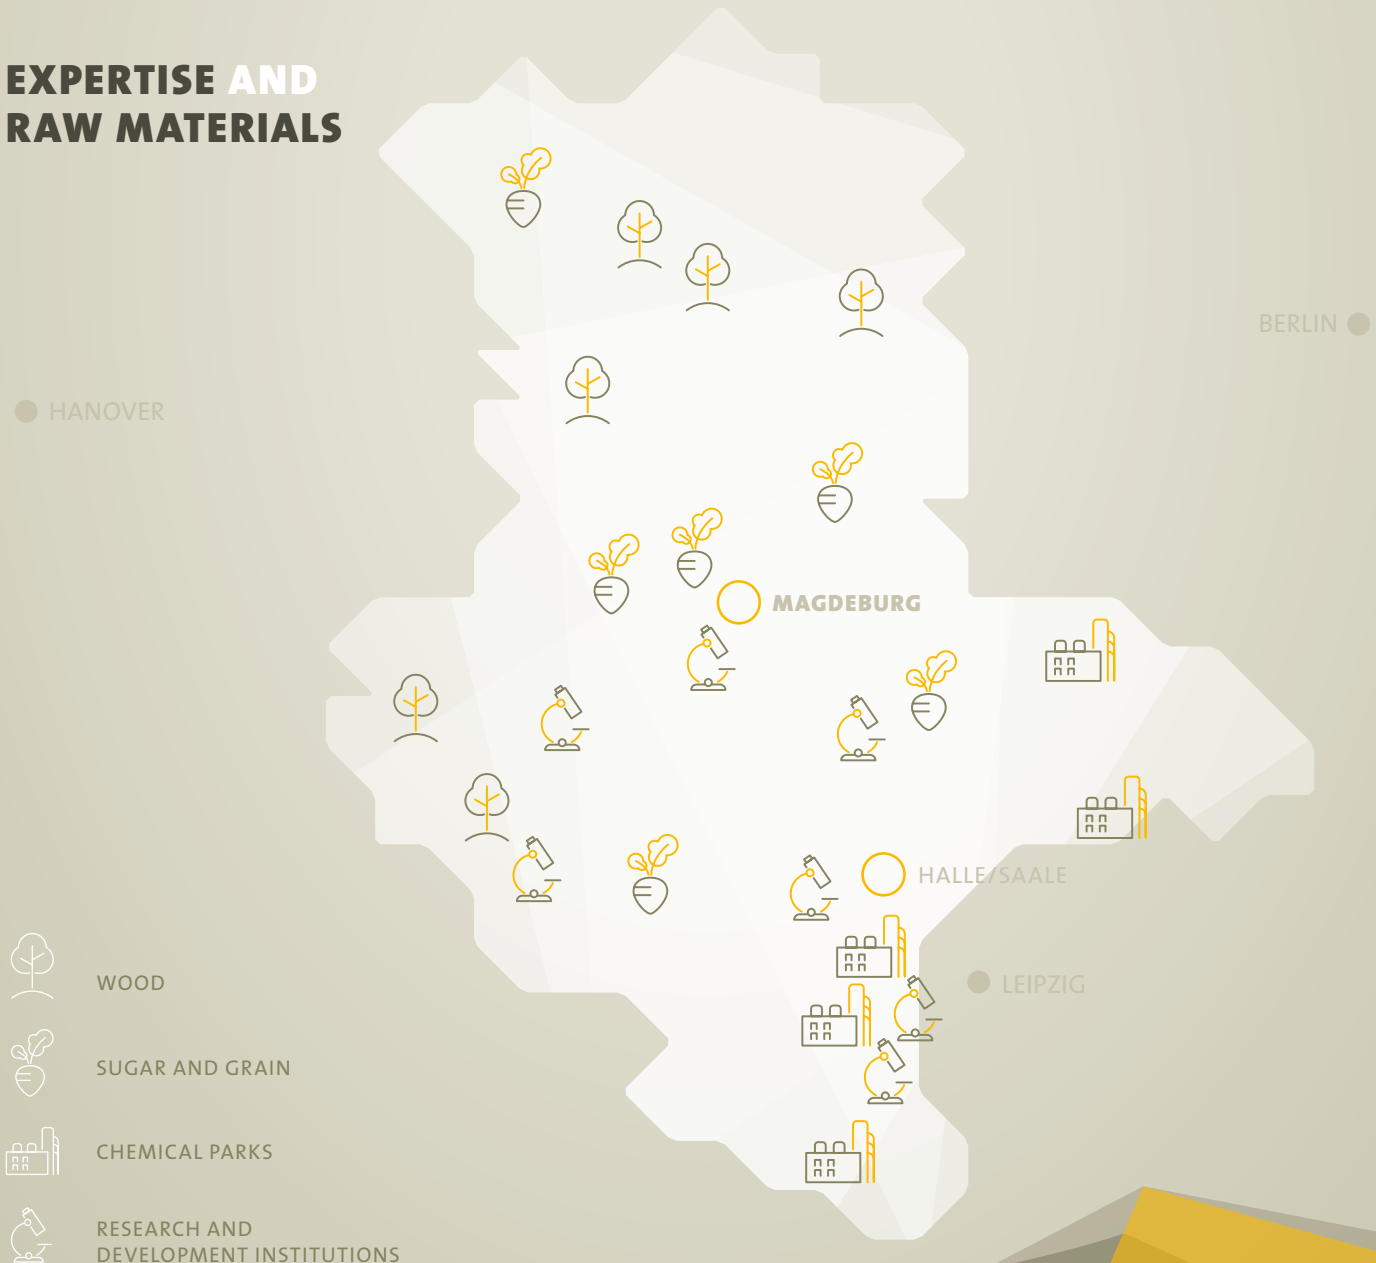 EXPERTISE AND
RAW MATERIALS
BERLIN
HANOVER
MAGDEBURG
HALLE/SAALE
LEIPZIG
WOOD
SUGAR AND GRAIN
CHEMICAL PARKS
RESEARCH AND
DEVELOPMENT INSTITUTIONS